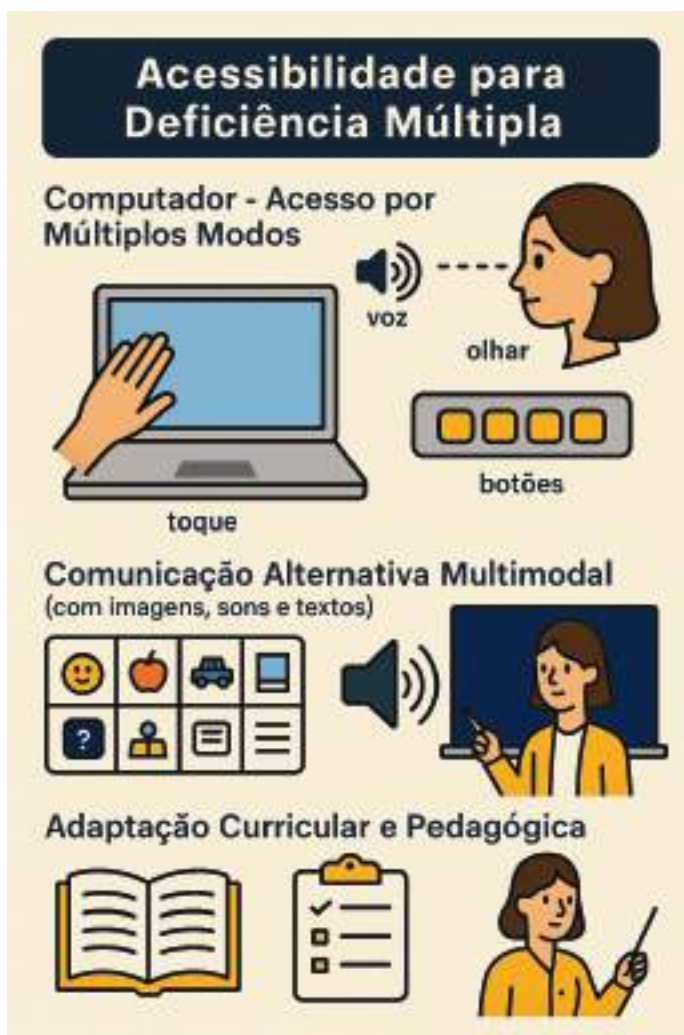 Acessibilidade para
Deficiência Múltipla
Computador - Acesso por
Múltiplos Modos
voz
olhar
botões
toque
Comunicação Alternativa Multimodal
(com imagens, sons e textos)
?
Adaptação Curricular e Pedagógica